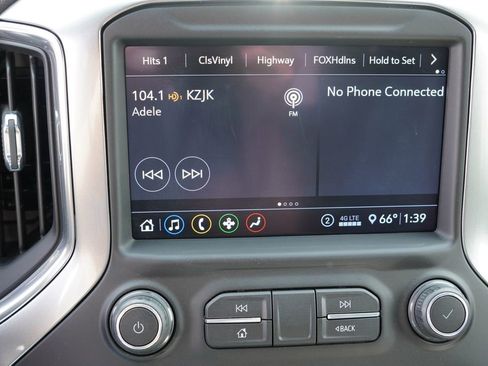 Hits 1 ClsVinyl Highway FOXHdlns Hold to Set
104.1 HD1 KZJK
Adele
FM
No Phone Connected
2 4G LTE 66° 1:39
BACK